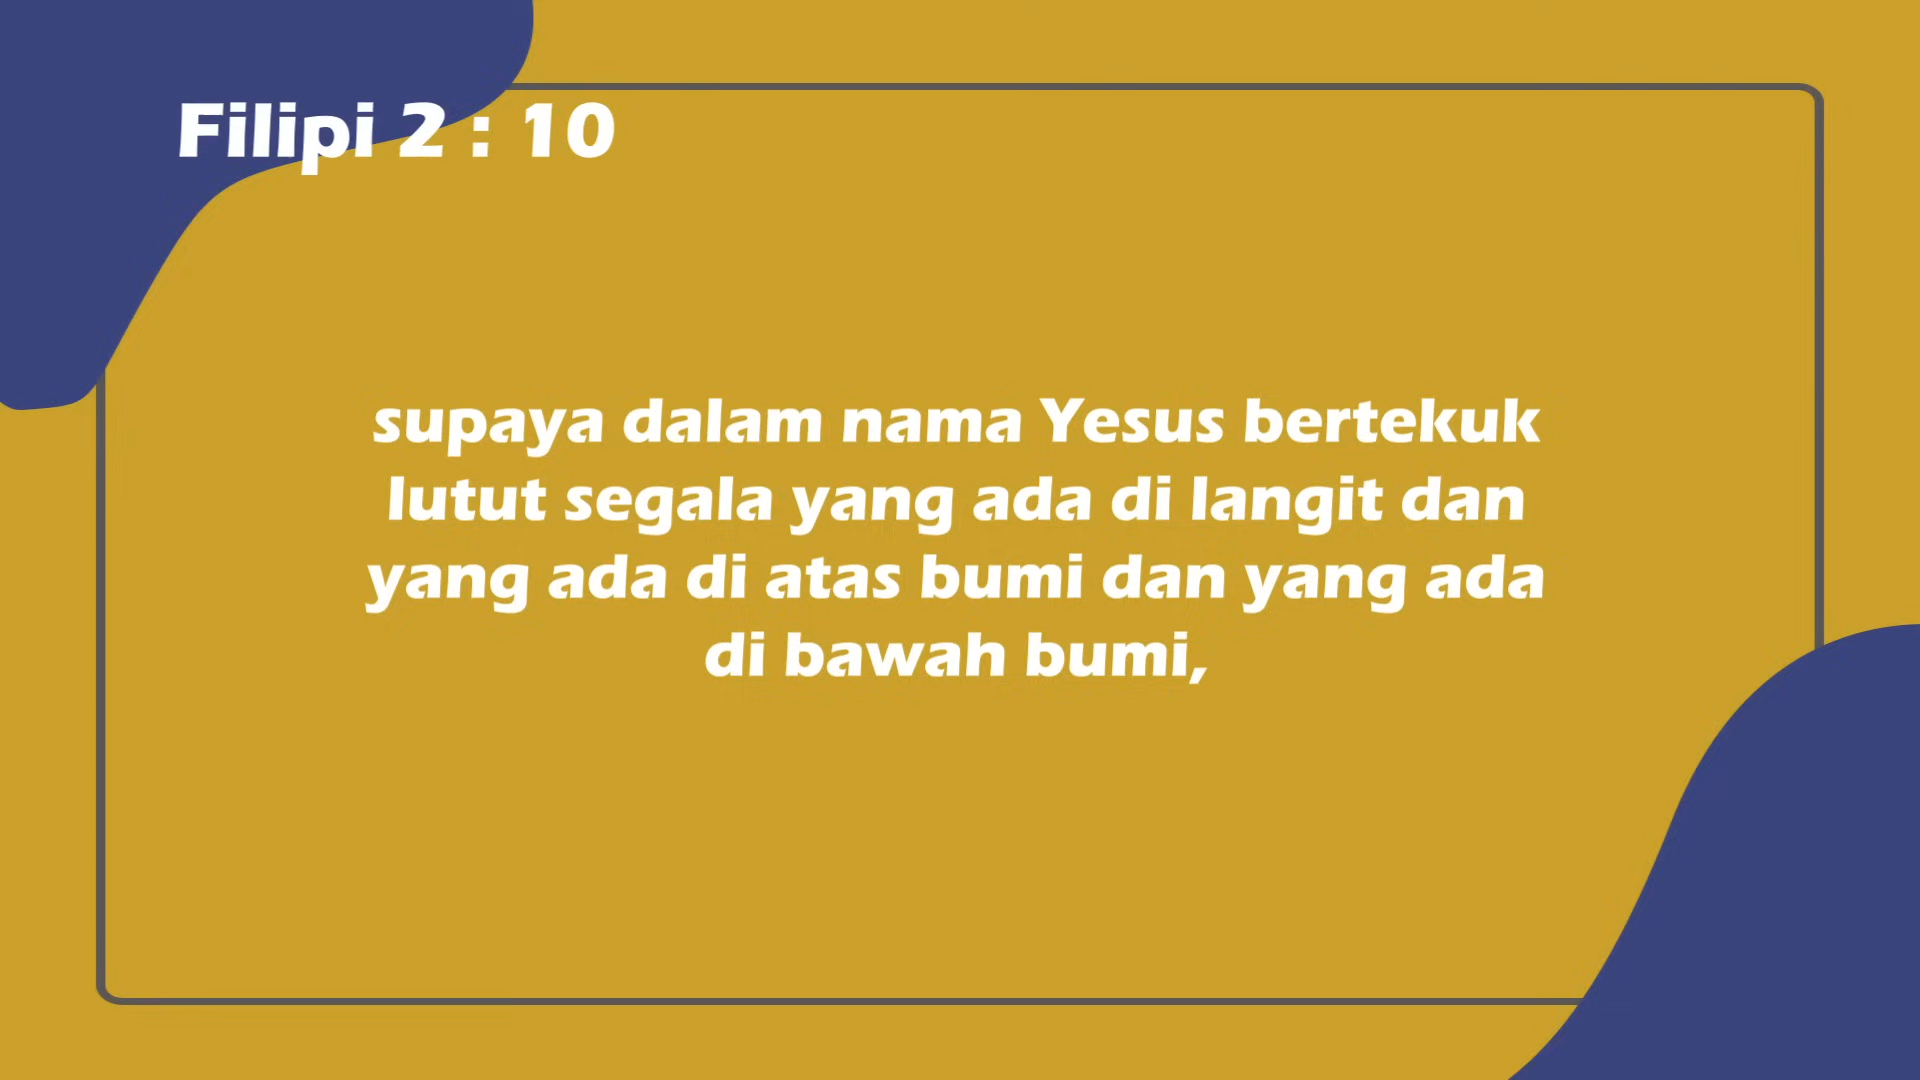 Filipi 2 : 10
supaya dalam nama Yesus bertekuk
lutut segala yang ada di langit dan
yang ada di atas bumi dan yang ada
di bawah bumi,